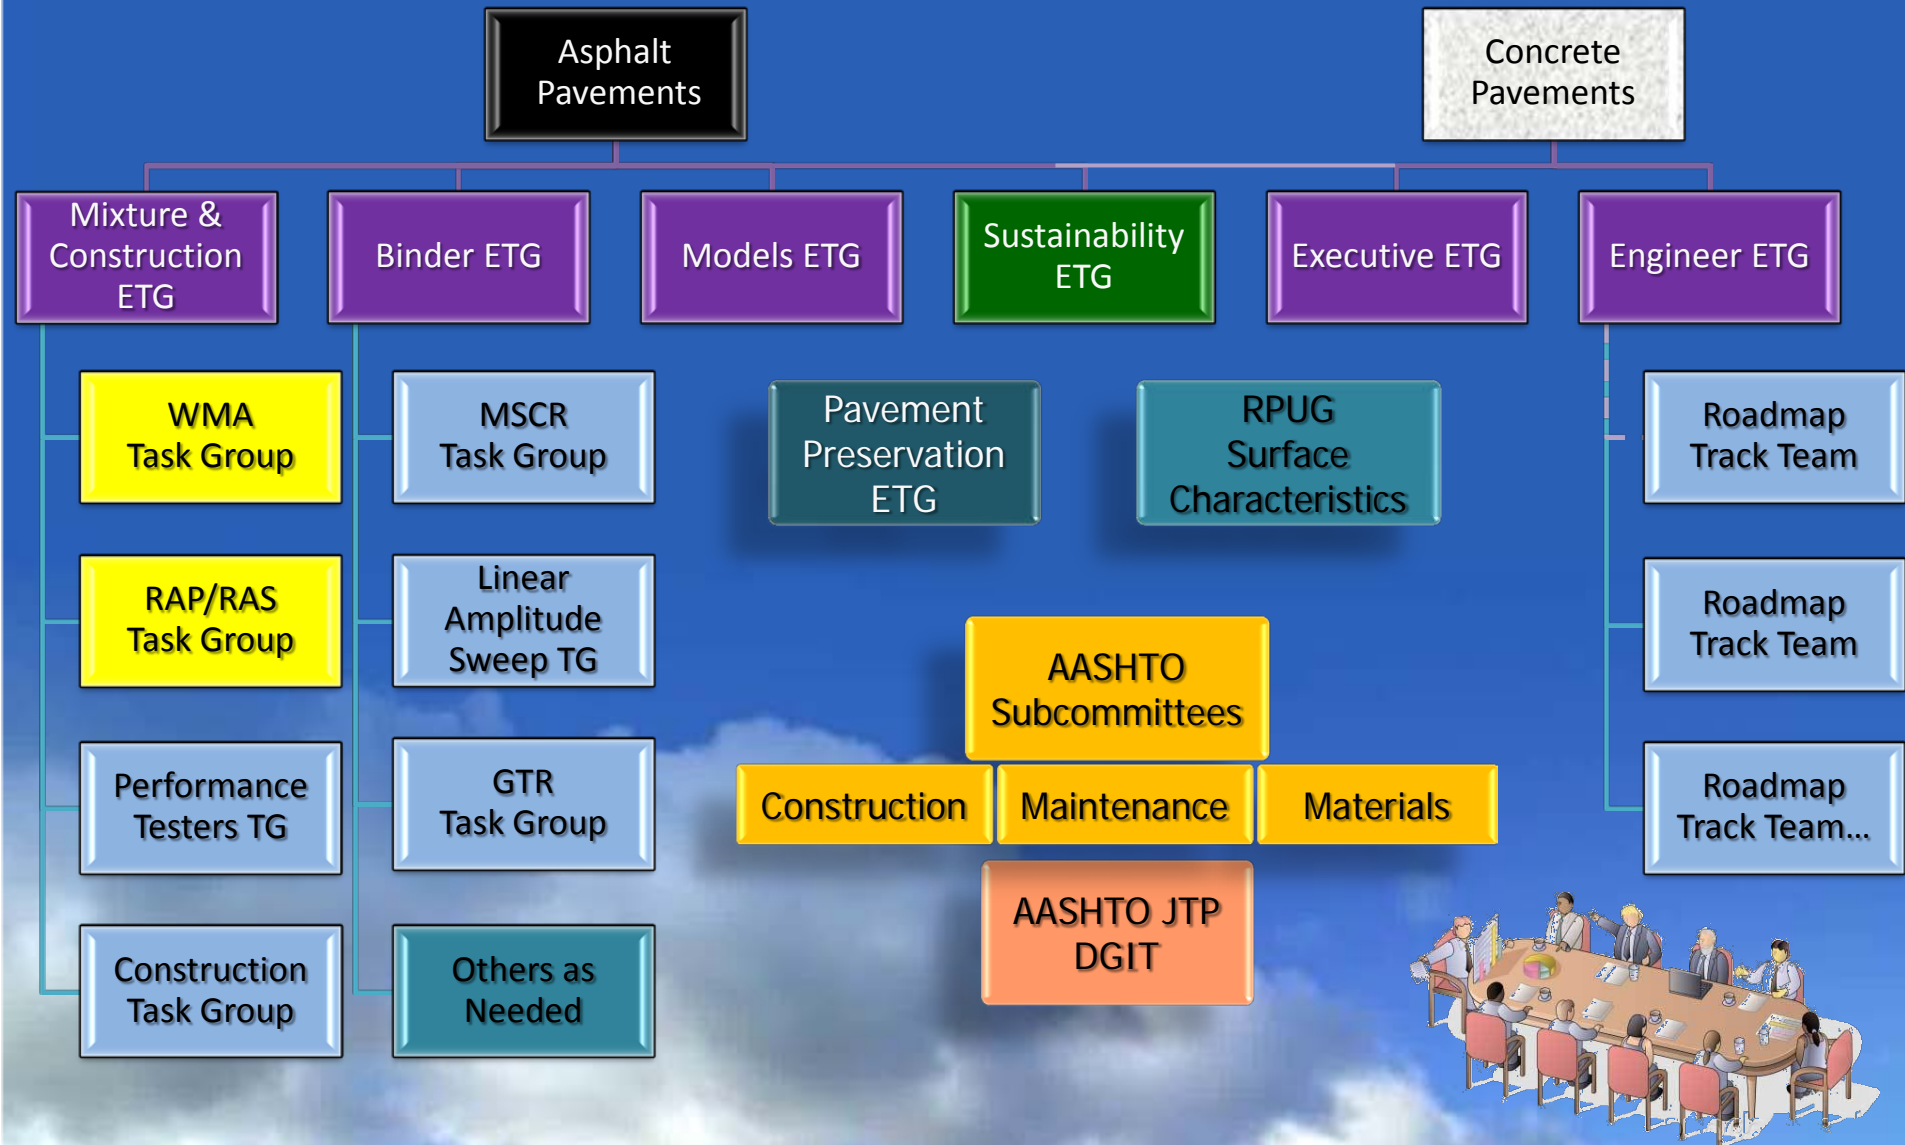 Asphalt
Pavements
Concrete
Pavements
Mixture &
Construction
ETG
Binder ETG
Models ETG
Sustainability
ETG
Executive ETG
Engineer ETG
WMA
Task Group
MSCR
Task Group
Pavement
Preservation
ETG
RPUG
Surface
Characteristics
Roadmap
Track Team
RAP/RAS
Task Group
Linear
Amplitude
Sweep TG
AASHTO
Subcommittees
Roadmap
Track Team
Performance
Testers TG
GTR
Task Group
Construction
Maintenance
Materials
Roadmap
Track Team...
Construction
Task Group
Others as
Needed
AASHTO JTP
DGIT